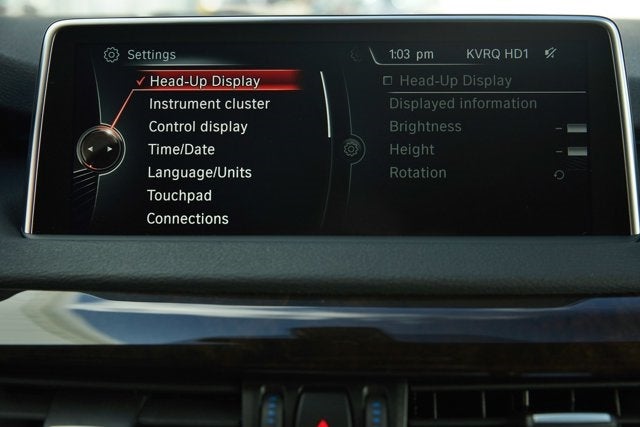 Settings
1:03 pm KVRQ HD1
Head-Up Display
Instrument cluster
Control display
Time/Date
Language/Units
Touchpad
Connections
Head-Up Display
Displayed information
Brightness
Height
Rotation